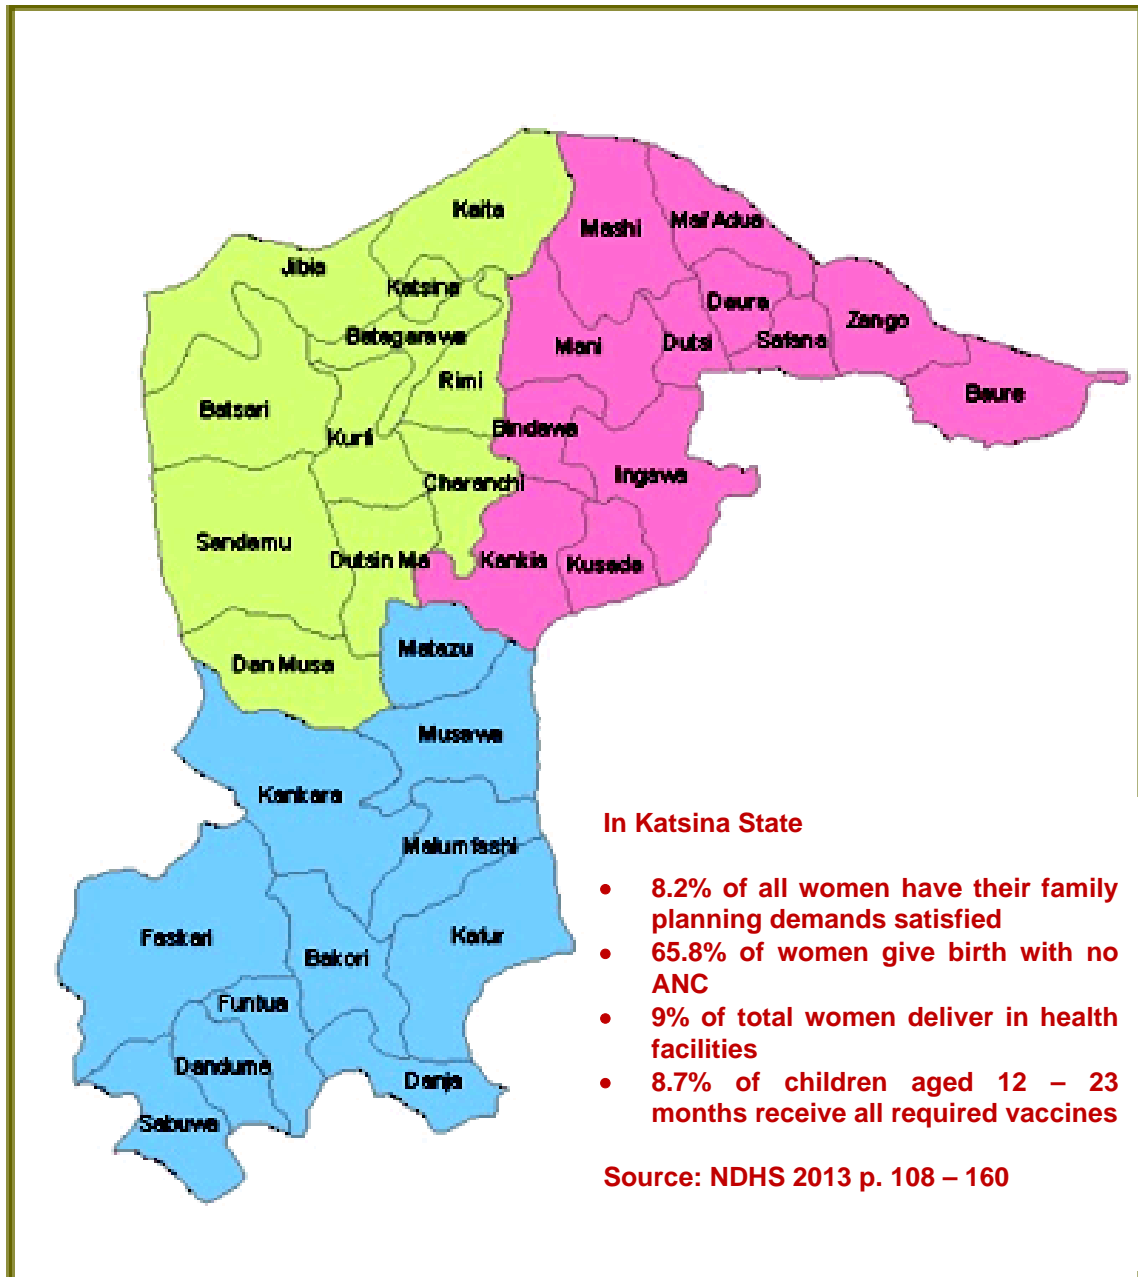 Kaita
Mashi
Mai'Adua
Jibia
Katsina
Daura
Zango
Batagarawa
Mani
Dutsi
Safana
Rimi
Baure
Batsari
Kurfi
Bindawa
Charanchi
Ingawa
Sandamu
Dutsin Ma
Kankia
Kusada
Matazu
Dan Musa
Musawa
Kankara
Malumfashi
Faskari
Bakori
Kafur
Funtua
Dandume
Danja
Sabuwa
In Katsina State
• 8.2% of all women have their family
planning demands satisfied
• 65.8% of women give birth with no
ANC
• 9% of total women deliver in health
facilities
• 8.7% of children aged 12 – 23
months receive all required vaccines
Source: NDHS 2013 p. 108 – 160